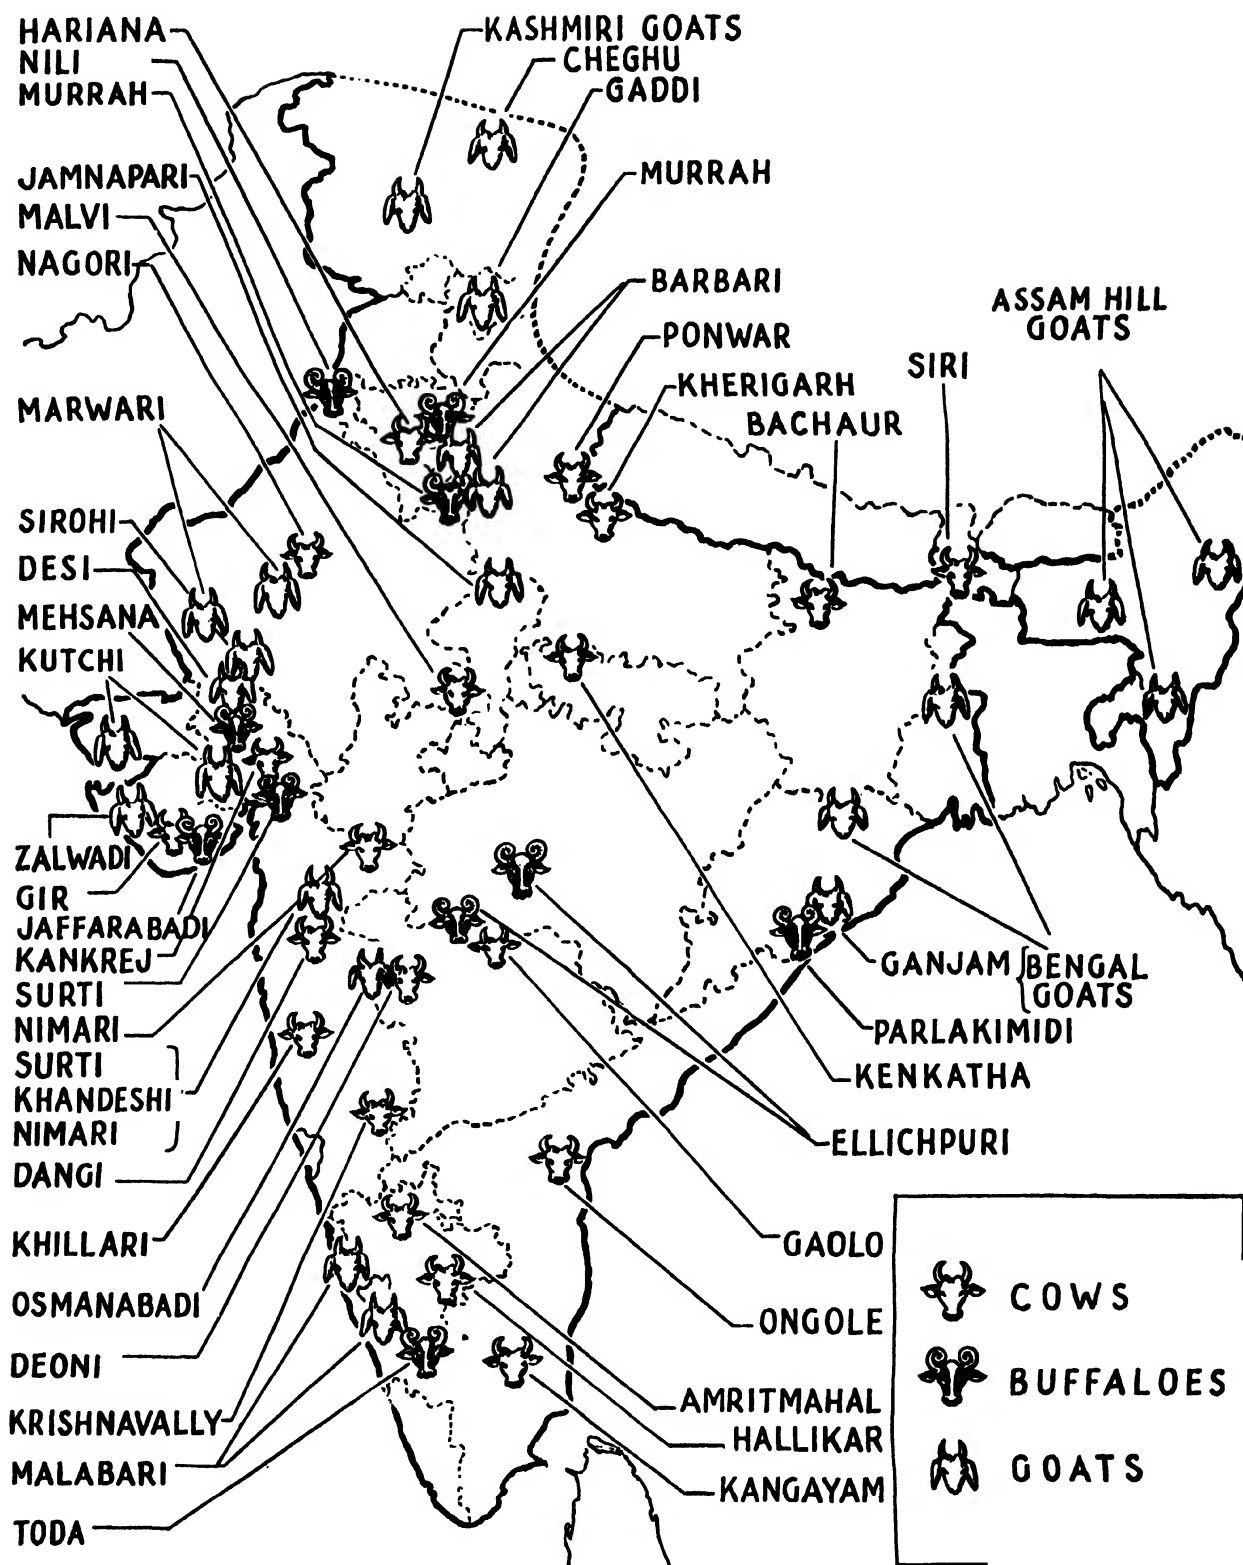 HARIANA
NILI
MURRAH
JAMNAPARI
MALVI
NAGORI
MARWARI
SIROHI
DESI
MEHSANA
KUTCHI
ZALWADI
GIR
JAFFARABADI
KANKREJ
SURTI
NIMARI
SURTI
KHANDESHI
NIMARI
DANGI
KHILLARI
OSMANABADI
DEONI
KRISHNAVALLY
MALABARI
TODA
KASHMIRI GOATS
CHEGHU
GADDI
MURRAH
BARBARI
PONWAR
KHERIGARH
BACHAUR
SIRI
ASSAM HILL
GOATS
GANJAM
BENGAL
GOATS
PARLAKIMIDI
KENKATHA
ELLICHPURI
GAOLO
ONGOLE
AMRITMAHAL
HALLIKAR
KANGAYAM
COWS
BUFFALOES
GOATS